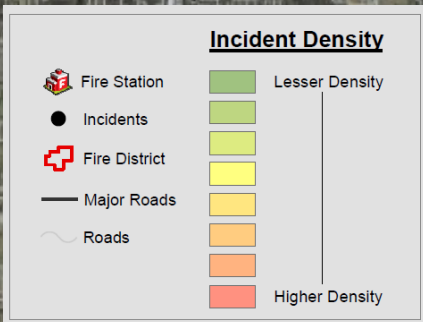 Incident Density
Fire Station
Lesser Density
Incidents
Fire District
Major Roads
Roads
Higher Density